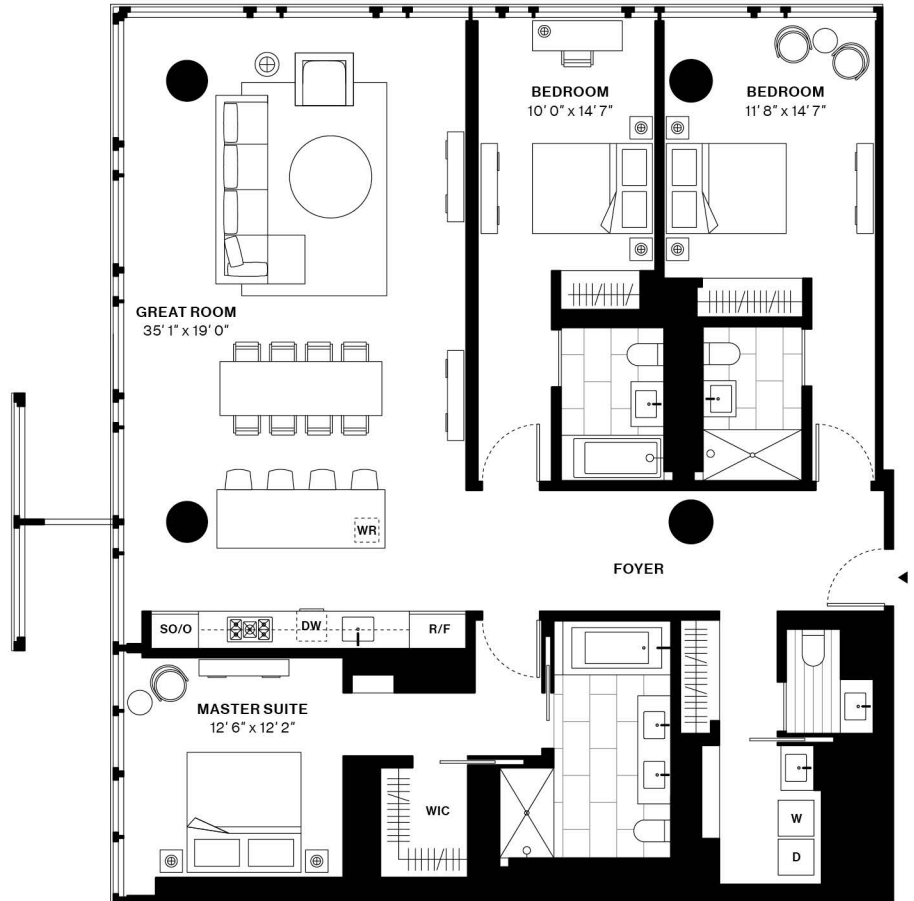 BEDROOM
10' 0" x 14' 7"
BEDROOM
11' 8" x 14' 7"
GREAT ROOM
35' 1" x 19' 0"
WR
FOYER
SO/O
DW
R/F
MASTER SUITE
12' 6" x 12' 2"
WIC
W
D